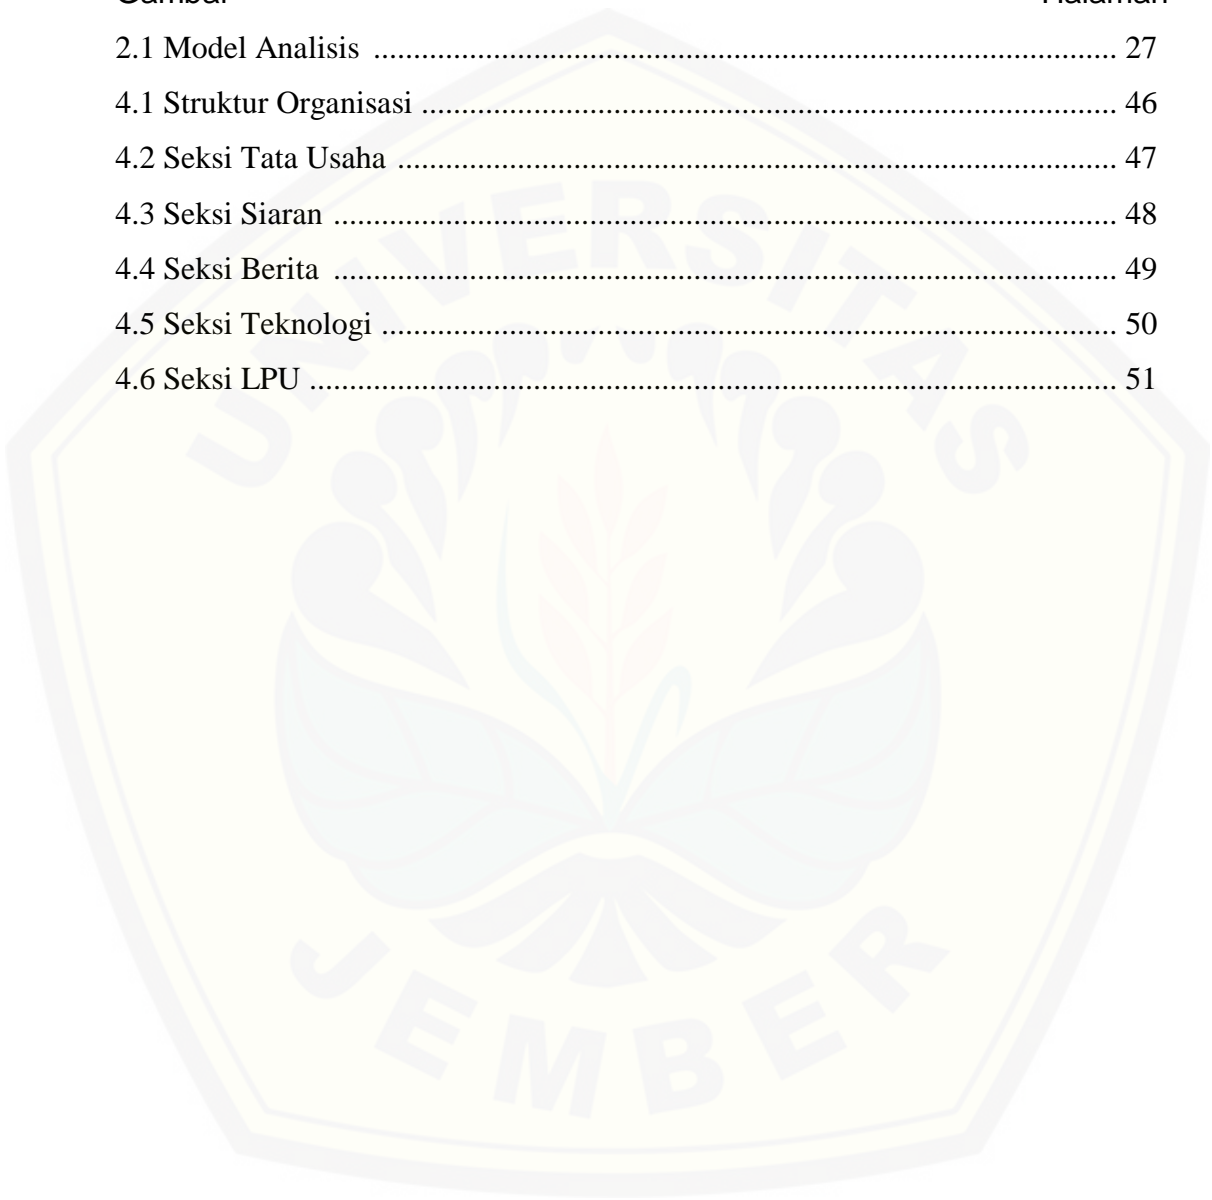 Gambar Halaman
2.1 Model Analisis ............................................................................................. 27
4.1 Struktur Organisasi ....................................................................................... 46
4.2 Seksi Tata Usaha .......................................................................................... 47
4.3 Seksi Siaran .................................................................................................. 48
4.4 Seksi Berita .................................................................................................. 49
4.5 Seksi Teknologi ............................................................................................ 50
4.6 Seksi LPU ..................................................................................................... 51
UNIVERSITAS
JEMBER